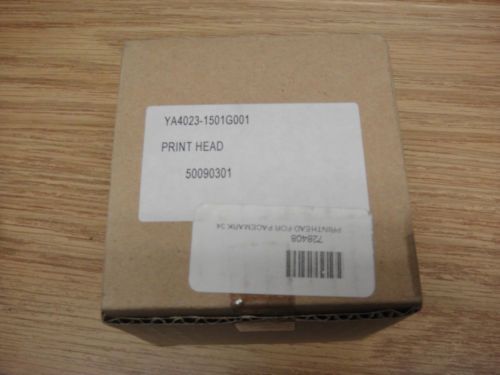 YA4023-1501G001
PRINT HEAD
50090301
728408
PRINTHEAD FOR PACEMARK 34